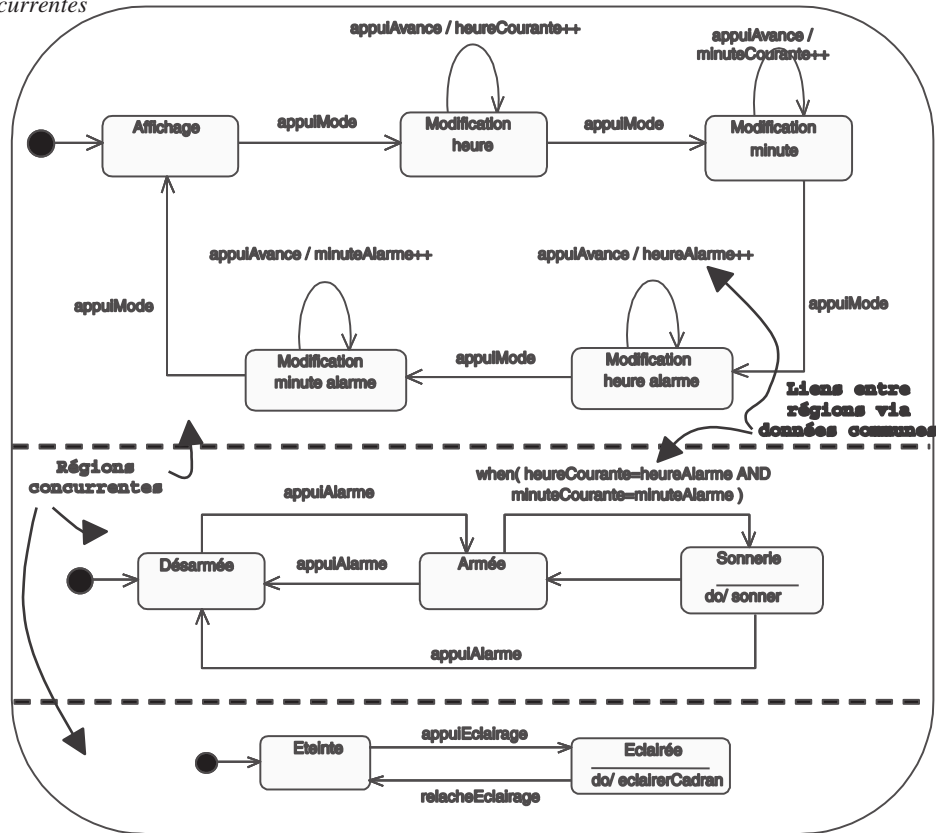 currentes
appuiAvance / heureCourante++
appuiAvance /
minuteCourante++
Affichage
appuiMode
Modification
heure
appuiMode
Modification
minute
appuiAvance / minuteAlarme++
appuiAvance / heureAlarme++
appuiMode
appuiMode
Modification
minute alarme
appuiMode
Modification
heure alarme
Liens entre
régions via
données communes
Régions
concurrentes
when( heureCourante=heureAlarme AND
minuteCourante=minuteAlarme )
appuiAlarme
Désarmée
appuiAlarme
Armée
Sonnerie
do/ sonner
appuiAlarme
Eteinte
appuiEclairage
Eclairée
do/ eclairerCadran
relacheEclairage